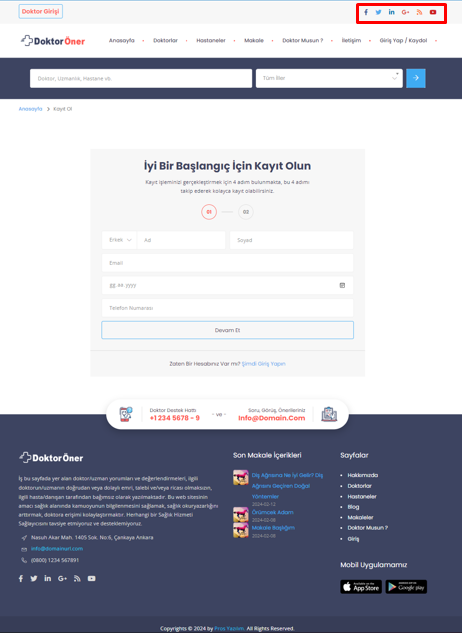 Doktor Girişi
DoktorÖner
Anasayfa
Doktorlar
Hastaneler
Makale
Doktor Musun ?
İletişim
Giriş Yap / Kaydol
Doktor, Uzmanlık, Hastane vb.
Tüm İller
Anasayfa > Kayıt Ol
İyi Bir Başlangıç İçin Kayıt Olun
Kayıt işleminizi gerçekleştirmek için 4 adım bulunmakta, bu 4 adımı
takip ederek kolayca kayıt olabilirsiniz.
01
02
Erkek
Ad
Soyad
Email
gg.aa.yyyy
Telefon Numarası
Devam Et
Zaten Bir Hesabınız Var mı? Şimdi Giriş Yapın
Doktor Destek Hattı
+1 234 5678 - 9
- ve -
Soru Görüş Önerileriniz
Info@Domain.Com
DoktorÖner
İş bu sayfada yer alan doktor/uzman yorumları ve değerlendirmeleri, ilgili
doktorun/uzmanın doğrudan veya dolaylı emri, talebi ve/veya ricası olmaksızın,
ilgili hasta/danışan tarafından bağımsız olarak yazılmaktadır. Bu web sitesinin
amacı sağlık alanında kamuoyunun bilgilenmesini sağlamak, sağlık okuryazarlığını
arttırmak, doktora erişimi kolaylaştırmaktır. Herhangi bir Sağlık Hizmeti
Sağlayıcısını tavsiye etmiyoruz ve desteklemiyoruz.
Nasuh Akar Mah. 1405 Sok. No:6, Çankaya Ankara
info@domainurl.com
(0800) 1234 567891
Son Makale İçerikleri
Diş Ağrısına Ne İyi Gelir? Diş
Ağrısını Geçiren Doğal
Yöntemler
2024-02-12
Örümcek Adam
2024-02-08
Makale Başlığım
2024-02-08
Sayfalar
Hakkımızda
Doktorlar
Hastaneler
Blog
Makaleler
Doktor Musun ?
Giriş
Mobil Uygulamamız
App Store
Google play
Copyrights © 2024 by Pros Yazılım. All Rights Reserved.